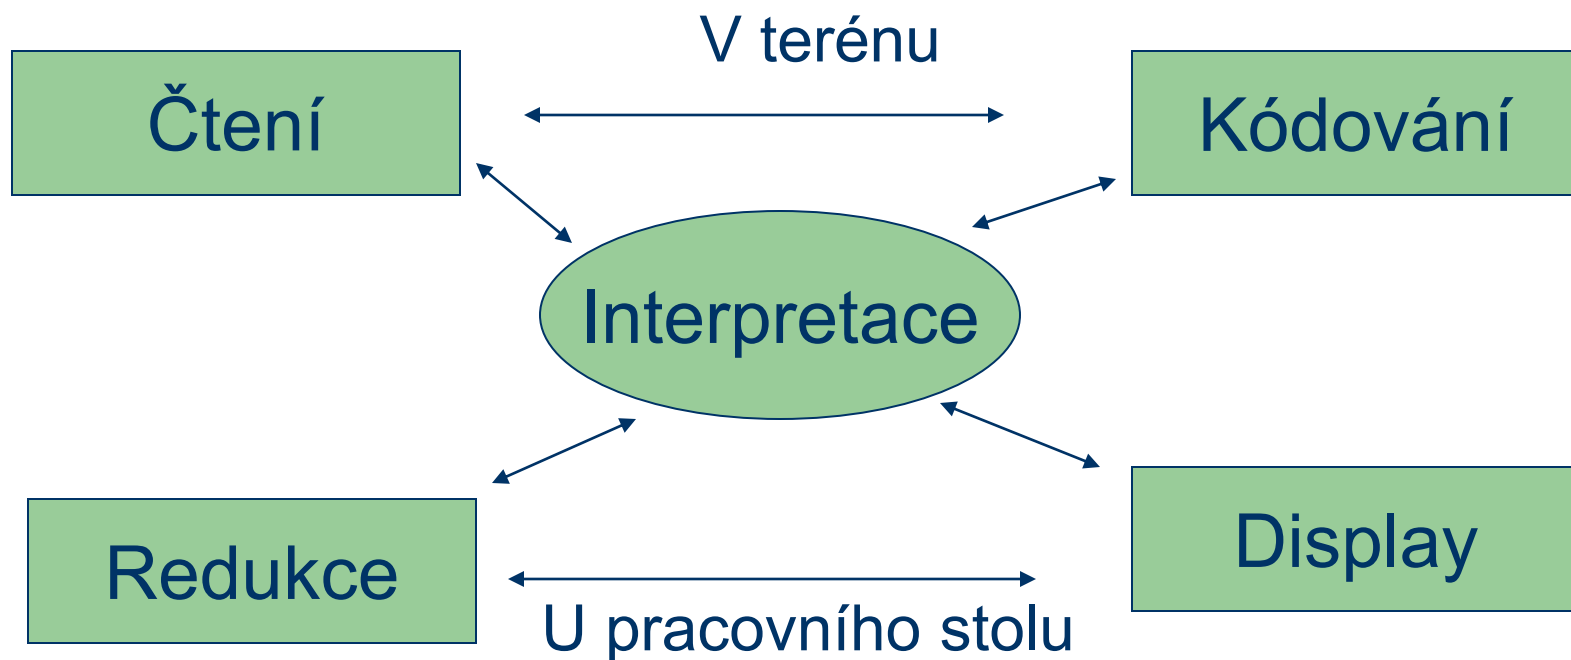 V terénu
Čtení
Kódování
Interpretace
Redukce
Display
U pracovního stolu